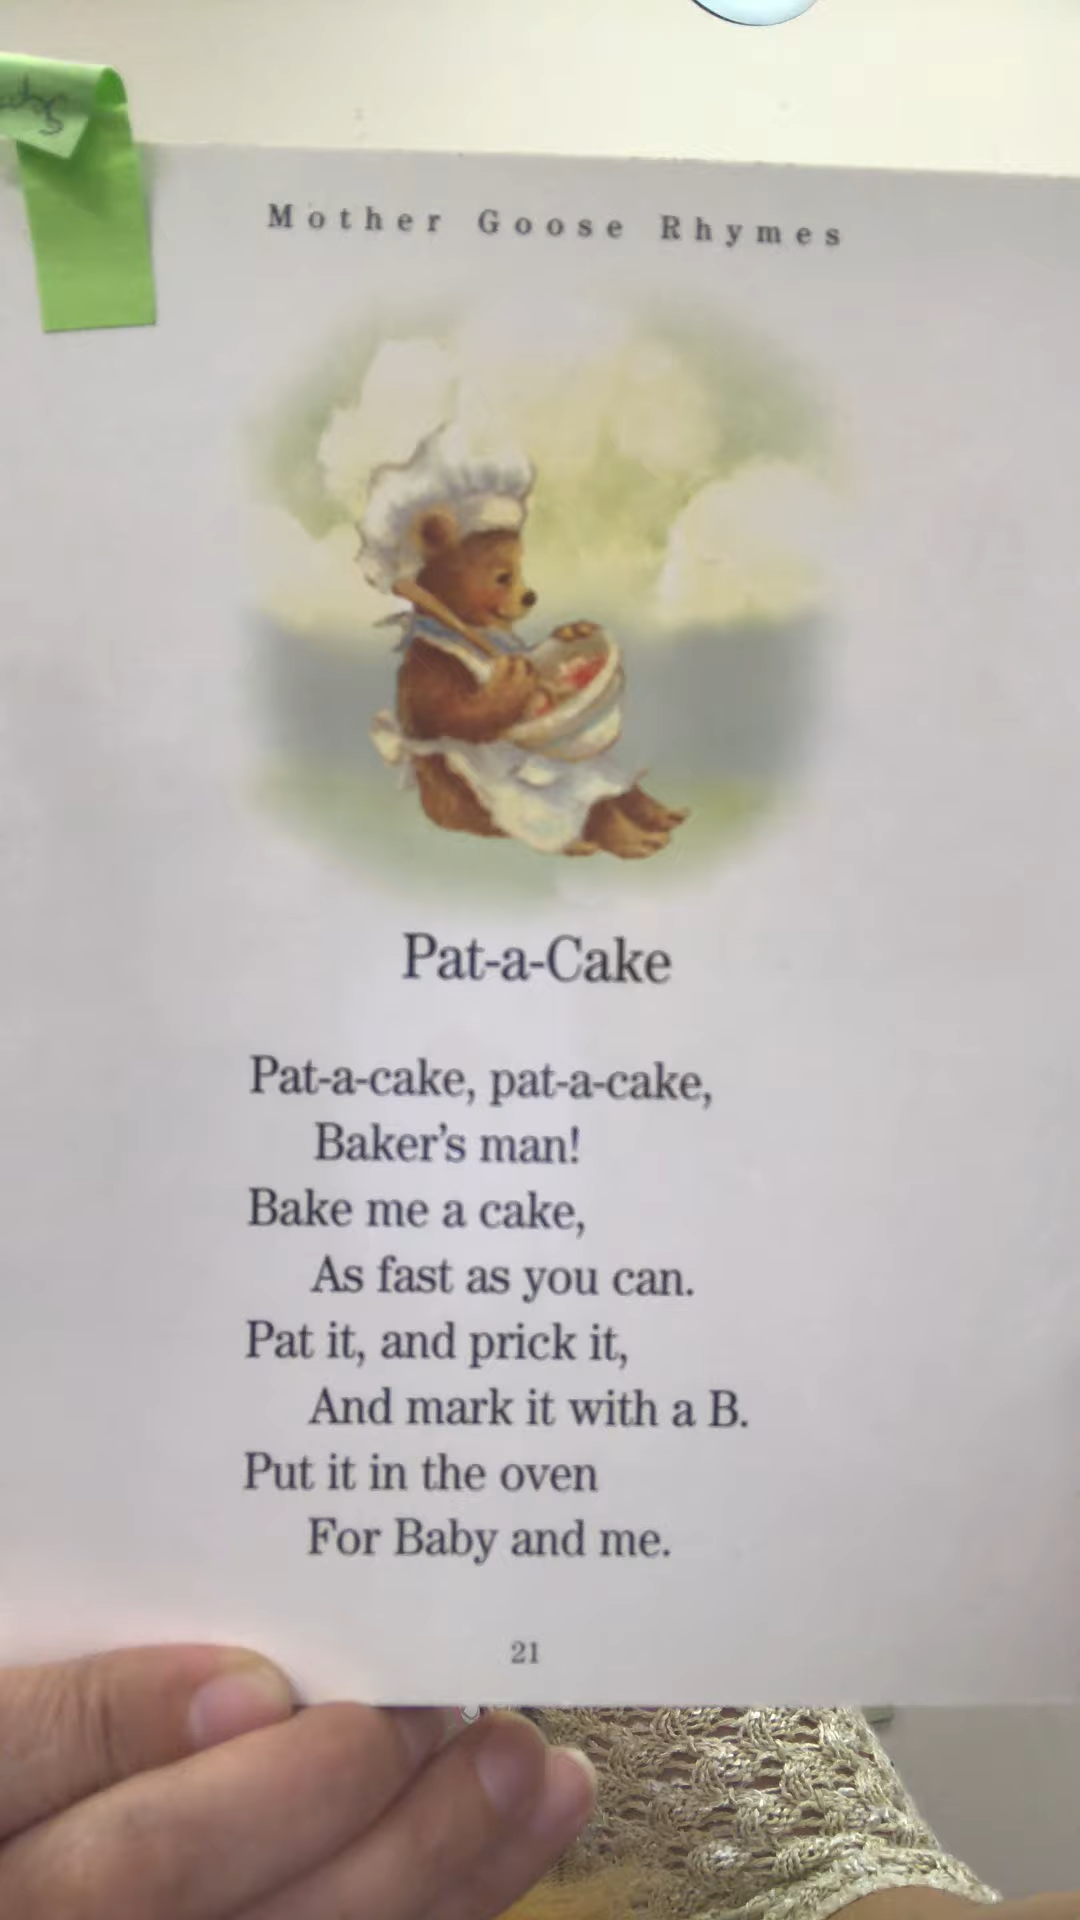 Mother Goose Rhymes
Pat-a-Cake
Pat-a-cake, pat-a-cake,
Baker’s man!
Bake me a cake,
As fast as you can.
Pat it, and prick it,
And mark it with a B.
Put it in the oven
For Baby and me.
21